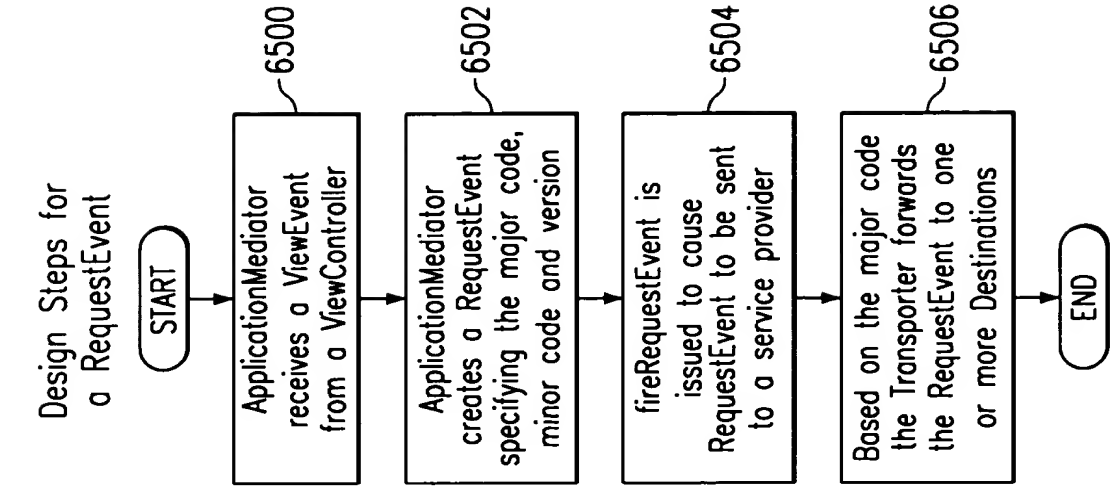 Design Steps for
a RequestEvent
START
ApplicationMediator
receives a ViewEvent
from a ViewController
6500
ApplicationMediator
creates a RequestEvent
specifying the major code,
minor code and version
6502
fireRequestEvent is
issued to cause
RequestEvent to be sent
to a service provider
6504
Based on the major code
the Transporter forwards
the RequestEvent to one
or more Destinations
6506
END